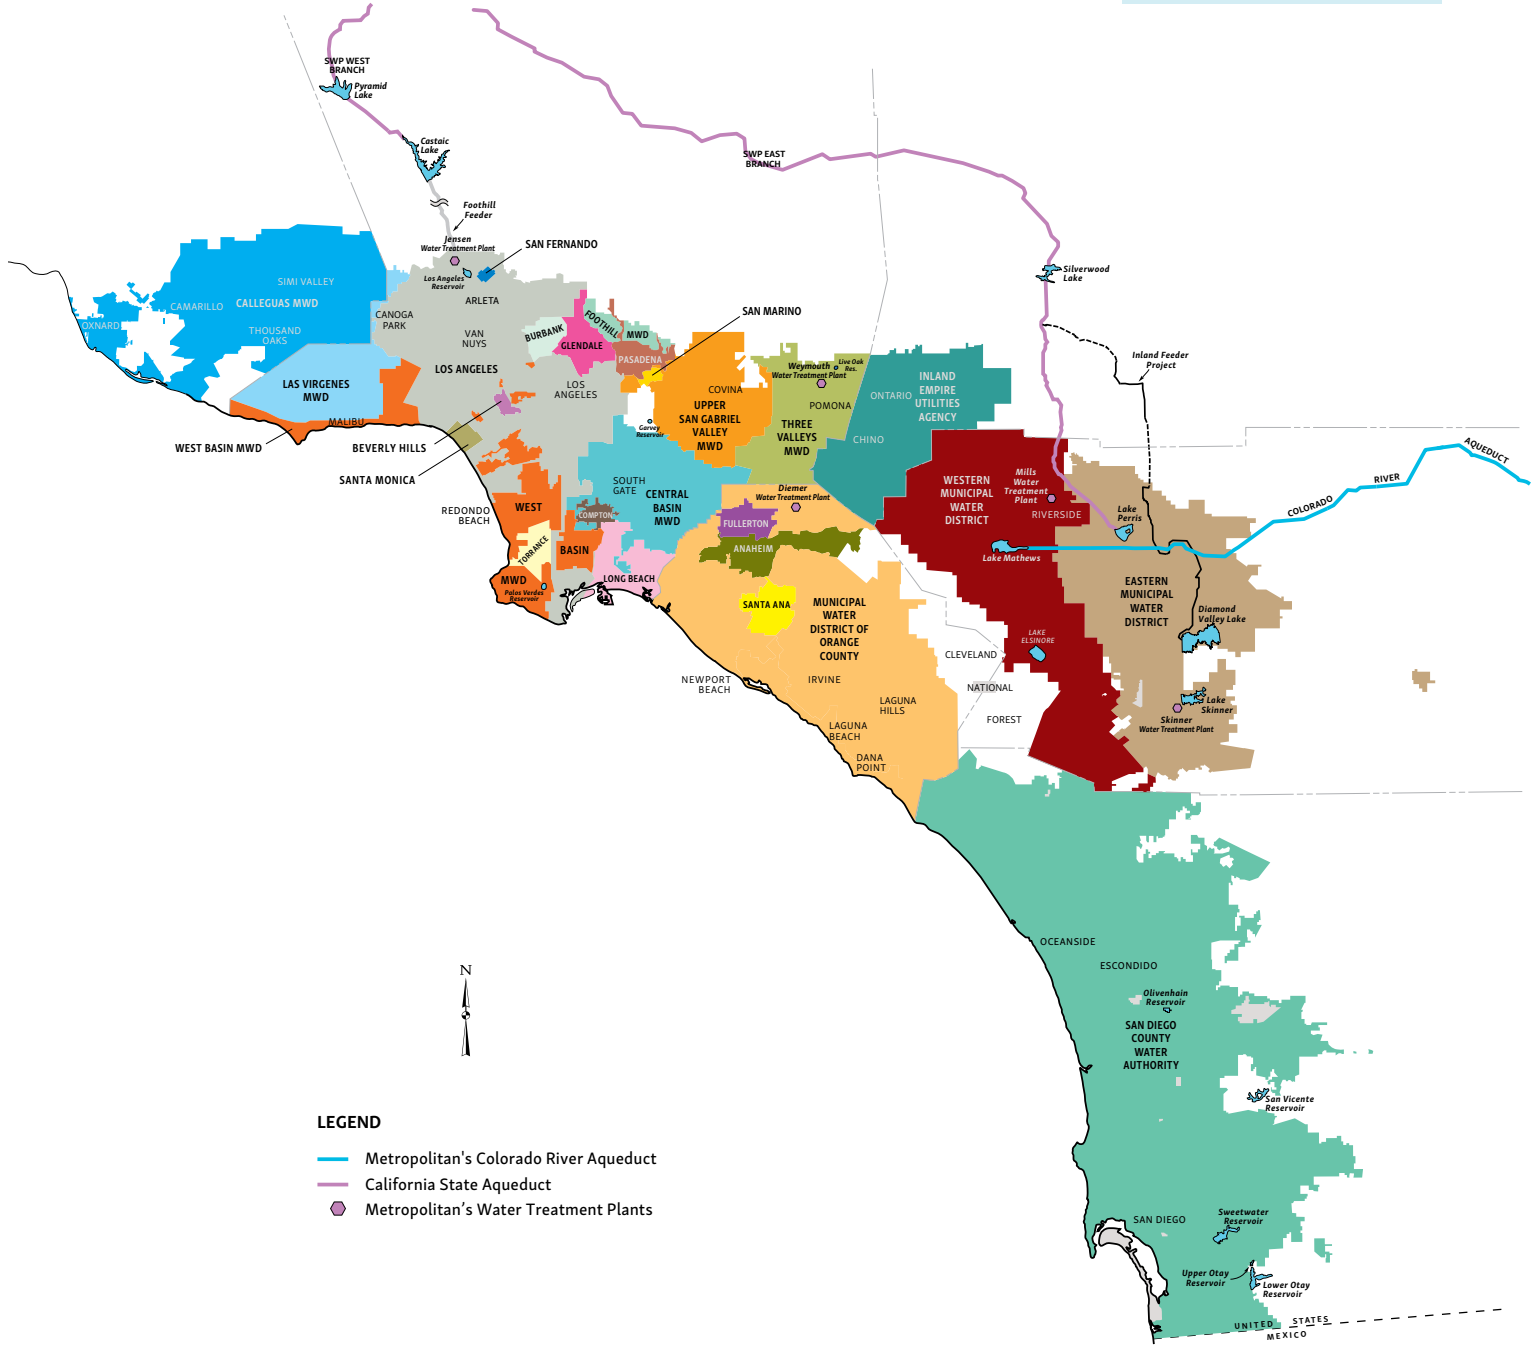 SWP WEST
BRANCH
Pyramid
Lake
Castaic
Lake
SWP EAST
BRANCH
Foothill
Feeder
Jensen
Water Treatment Plant
SAN FERNANDO
Los Angeles
Reservoir
Silverwood
Lake
SIMI VALLEY
CAMARILLO
CALLEGUAS MWD
OXNARD
THOUSAND
OAKS
ARLETA
CANOGA
PARK
VAN
NUYS
BURBANK
GLENDALE
FOOTHILL
MWD
PASADENA
SAN MARINO
LOS ANGELES
LOS
ANGELES
LAS VIRGENES
MWD
MALIBU
WEST BASIN MWD
BEVERLY HILLS
SANTA MONICA
Garvey
Reservoir
COVINA
UPPER
SAN GABRIEL
VALLEY
MWD
Weymouth
Water Treatment Plant
Live Oak
Res.
POMONA
THREE
VALLEYS
MWD
ONTARIO
INLAND
EMPIRE
UTILITIES
AGENCY
CHINO
Inland Feeder
Project
COLORADO
RIVER
AQUEDUCT
REDONDO
BEACH
WEST
BASIN
MWD
TORRANCE
Palos Verdes
Reservoir
COMPTON
SOUTH
GATE
CENTRAL
BASIN
MWD
LONG BEACH
Diemer
Water Treatment Plant
FULLERTON
ANAHEIM
SANTA ANA
MUNICIPAL
WATER
DISTRICT OF
ORANGE
COUNTY
WESTERN
MUNICIPAL
WATER
DISTRICT
Mills
Water
Treatment
Plant
RIVERSIDE
Lake
Perris
Lake Mathews
EASTERN
MUNICIPAL
WATER
DISTRICT
Diamond
Valley Lake
LAKE
ELSINORE
CLEVELAND
NATIONAL
FOREST
NEWPORT
BEACH
IRVINE
LAGUNA
HILLS
LAGUNA
BEACH
DANA
POINT
Lake
Skinner
Skinner
Water Treatment Plant
OCEANSIDE
ESCONDIDO
Olivenhain
Reservoir
SAN DIEGO
COUNTY
WATER
AUTHORITY
San Vicente
Reservoir
N
LEGEND
Metropolitan's Colorado River Aqueduct
California State Aqueduct
Metropolitan’s Water Treatment Plants
SAN DIEGO
Sweetwater
Reservoir
Upper Otay
Reservoir
Lower Otay
Reservoir
UNITED STATES
MEXICO